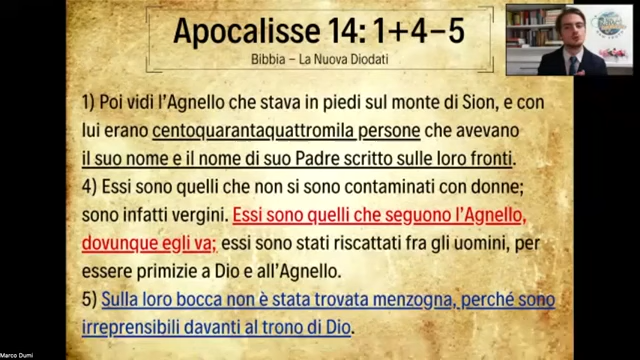 Apocalisse 14: 1+4-5
Bibbia – La Nuova Diodati
1) Poi vidi l'Agnello che stava in piedi sul monte di Sion, e con
lui erano centoquarantaquattromila persone che avevano
il suo nome e il nome di suo Padre scritto sulle loro fronti.
4) Essi sono quelli che non si sono contaminati con donne;
sono infatti vergini. Essi sono quelli che seguono l'Agnello,
dovunque egli va; essi sono stati riscattati fra gli uomini, per
essere primizie a Dio e all'Agnello.
5) Sulla loro bocca non è stata trovata menzogna, perché sono
irreprensibili davanti al trono di Dio.
Marco Dumi